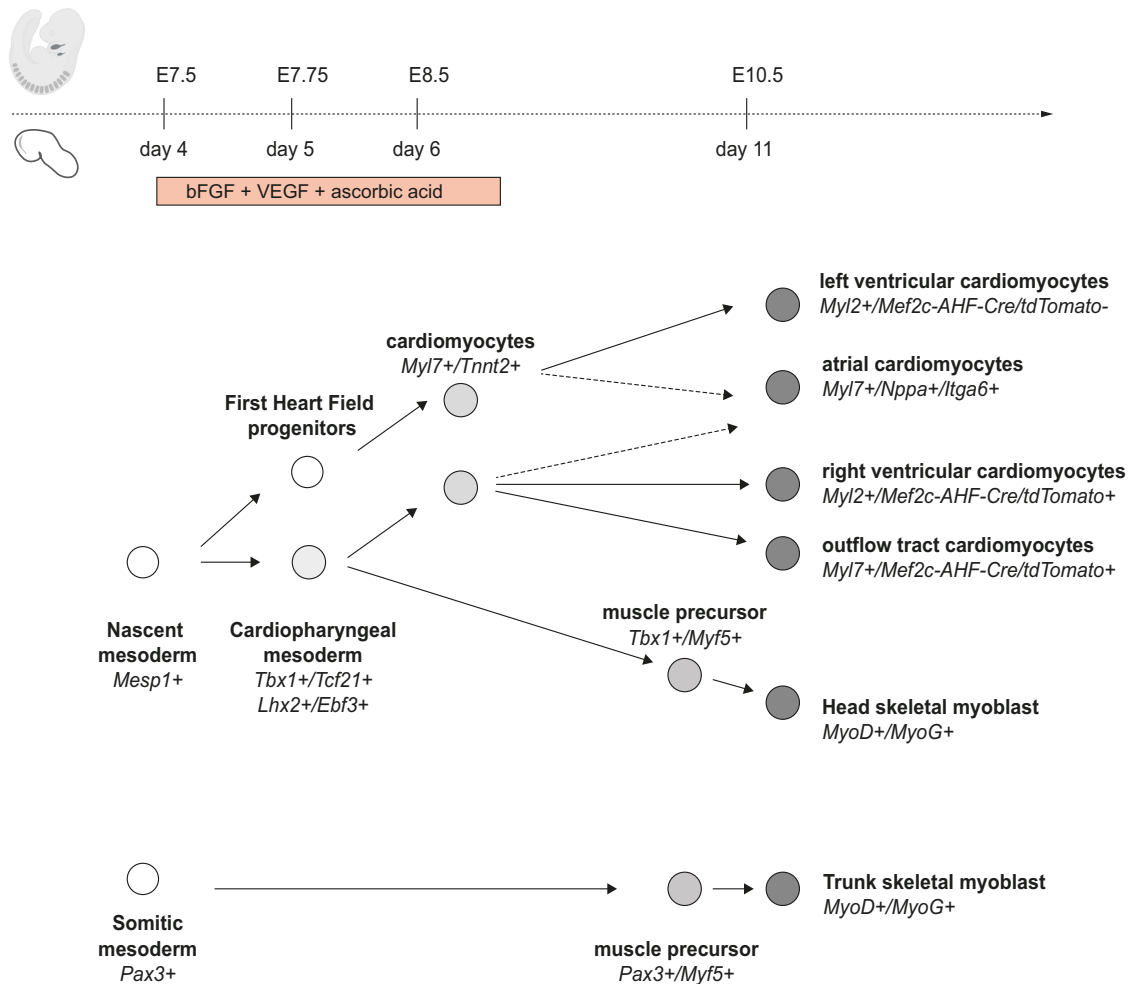 E7.5 E7.75 E8.5 E10.5
day 4 day 5 day 6 day 11
bFGF + VEGF + ascorbic acid
left ventricular cardiomyocytes
Myl2+/Mef2c-AHF-Cre/tdTomato-
cardiomyocytes
Myl7+/Tnnt2+
atrial cardiomyocytes
Myl7+/Nppa+/Itga6+
First Heart Field
progenitors
right ventricular cardiomyocytes
Myl2+/Mef2c-AHF-Cre/tdTomato+
outflow tract cardiomyocytes
Myl7+/Mef2c-AHF-Cre/tdTomato+
Nascent
mesoderm
Mesp1+
Cardiopharyngeal
mesoderm
Tbx1+/Tcf21+
Lhx2+/Ebf3+
muscle precursor
Tbx1+/Myf5+
Head skeletal myoblast
MyoD+/MyoG+
Somitic
mesoderm
Pax3+
muscle precursor
Pax3+/Myf5+
Trunk skeletal myoblast
MyoD+/MyoG+